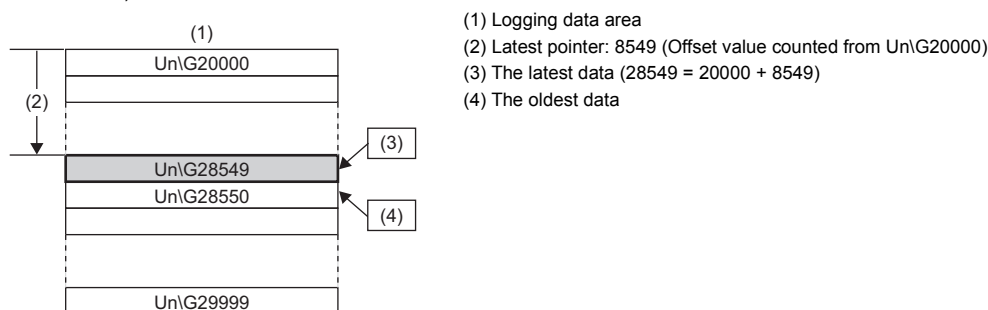 (1)
Un\G20000
(2)
(3)
Un\G28549
Un\G28550
(4)
Un\G29999
(1) Logging data area
(2) Latest pointer: 8549 (Offset value counted from Un\G20000)
(3) The latest data (28549 = 20000 + 8549)
(4) The oldest data